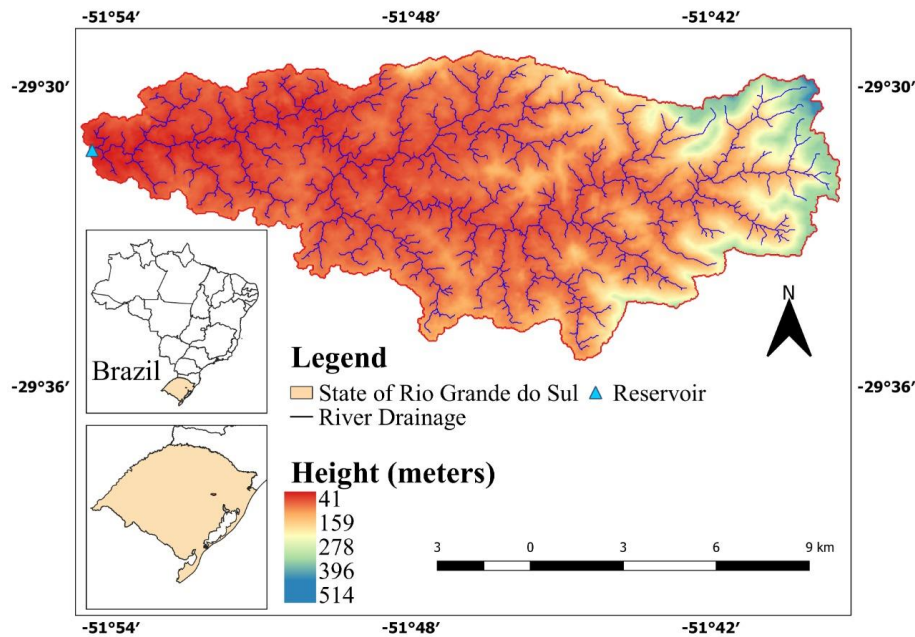 -51°54′ -51°48′ -51°42′
-29°30′ -29°30′
N
Brazil
Legend
-29°36′ -29°36′
State of Rio Grande do Sul Reservoir
River Drainage
Height (meters)
41
159
278
396
514
3 0 3 6 9 km
-51°54′ -51°48′ -51°42′